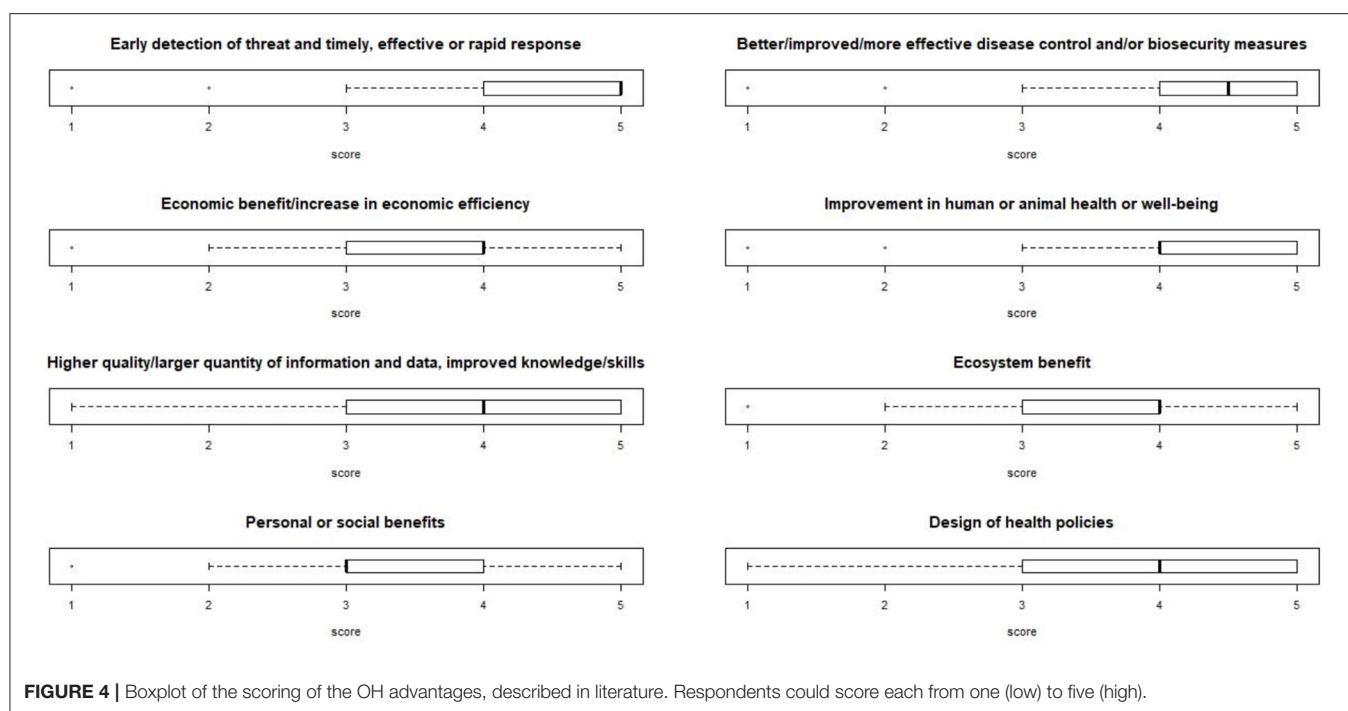 Early detection of threat and timely, effective or rapid response
1 2 3 4 5
score
Better/improved/more effective disease control and/or biosecurity measures
1 2 3 4 5
score
Economic benefit/increase in economic efficiency
1 2 3 4 5
score
Improvement in human or animal health or well-being
1 2 3 4 5
score
Higher quality/larger quantity of information and data, improved knowledge/skills
1 2 3 4 5
score
Ecosystem benefit
1 2 3 4 5
score
Personal or social benefits
1 2 3 4 5
score
Design of health policies
1 2 3 4 5
score
FIGURE 4 | Boxplot of the scoring of the OH advantages, described in literature. Respondents could score each from one (low) to five (high).